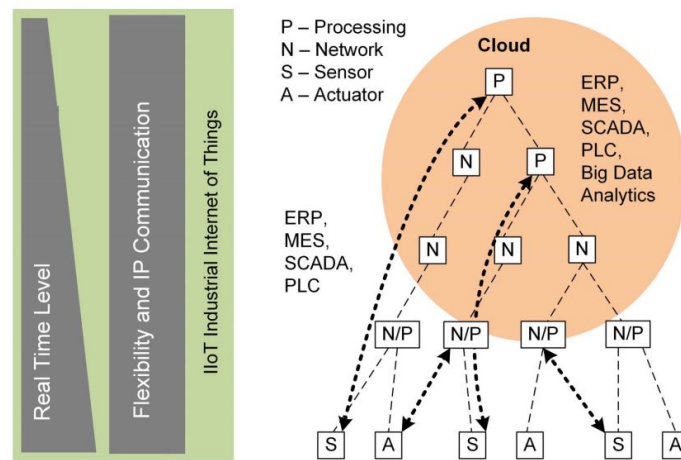 Real Time Level
Flexibility and IP Communication
IIoT Industrial Internet of Things
P – Processing
N – Network
S – Sensor
A – Actuator
Cloud
P
ERP,
MES,
SCADA,
PLC,
Big Data
Analytics
N
P
ERP,
MES,
SCADA,
PLC
N
N
N
N/P
N/P
N/P
N/P
S
A
S
A
S
A